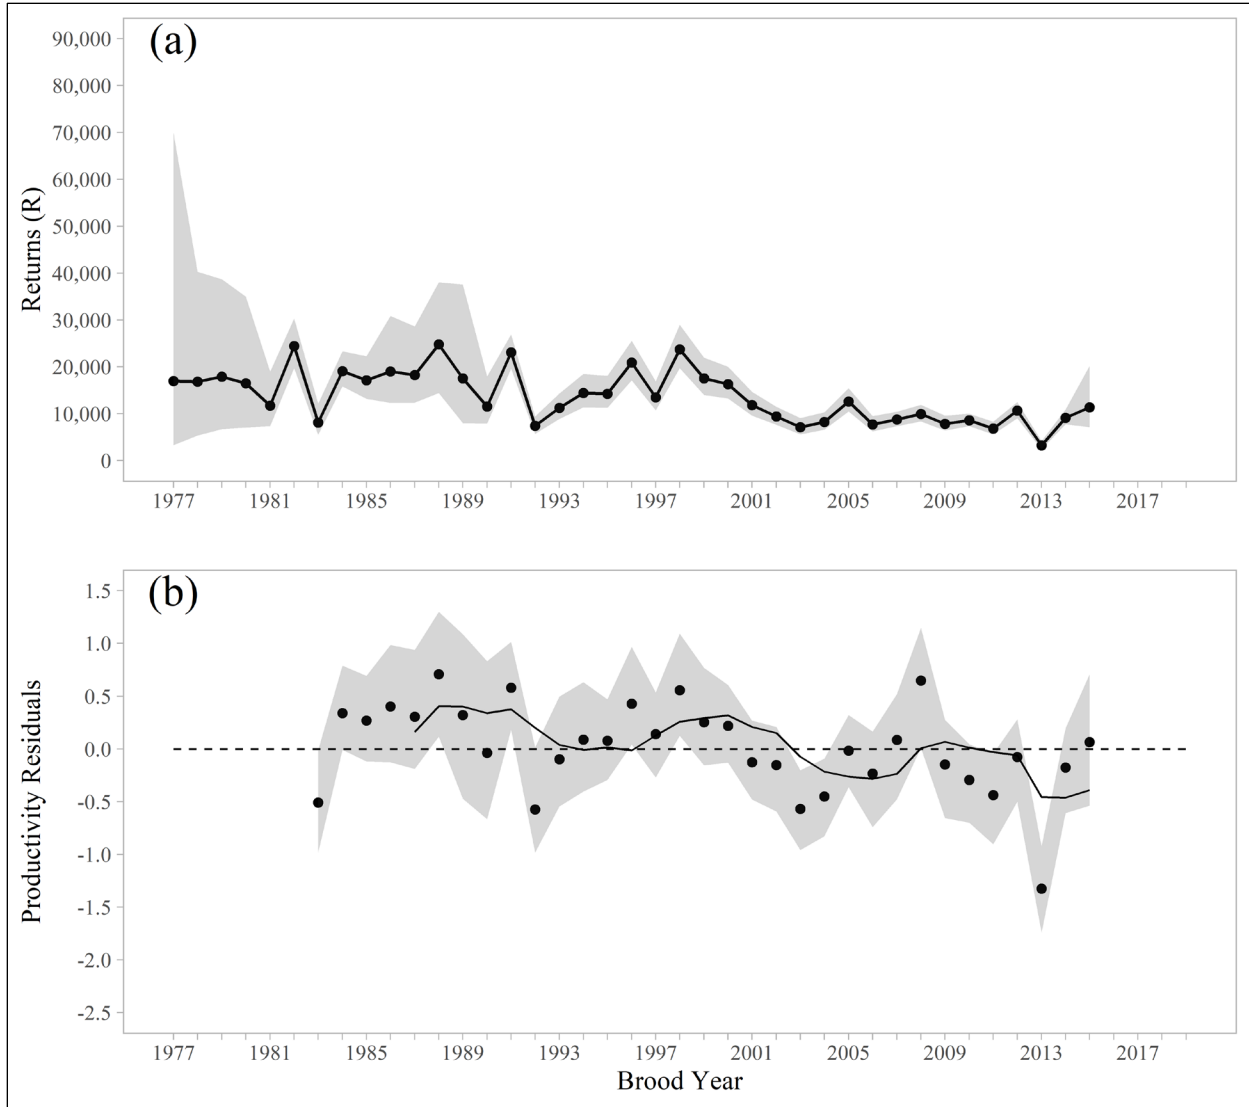 (a)
90,000
80,000
70,000
60,000
50,000
40,000
30,000
20,000
10,000
0
Returns (R)
1977 1981 1985 1989 1993 1997 2001 2005 2009 2013 2017
(b)
1.5
1.0
0.5
0.0
-0.5
-1.0
-1.5
-2.0
-2.5
Productivity Residuals
1977 1981 1985 1989 1993 1997 2001 2005 2009 2013 2017
Brood Year